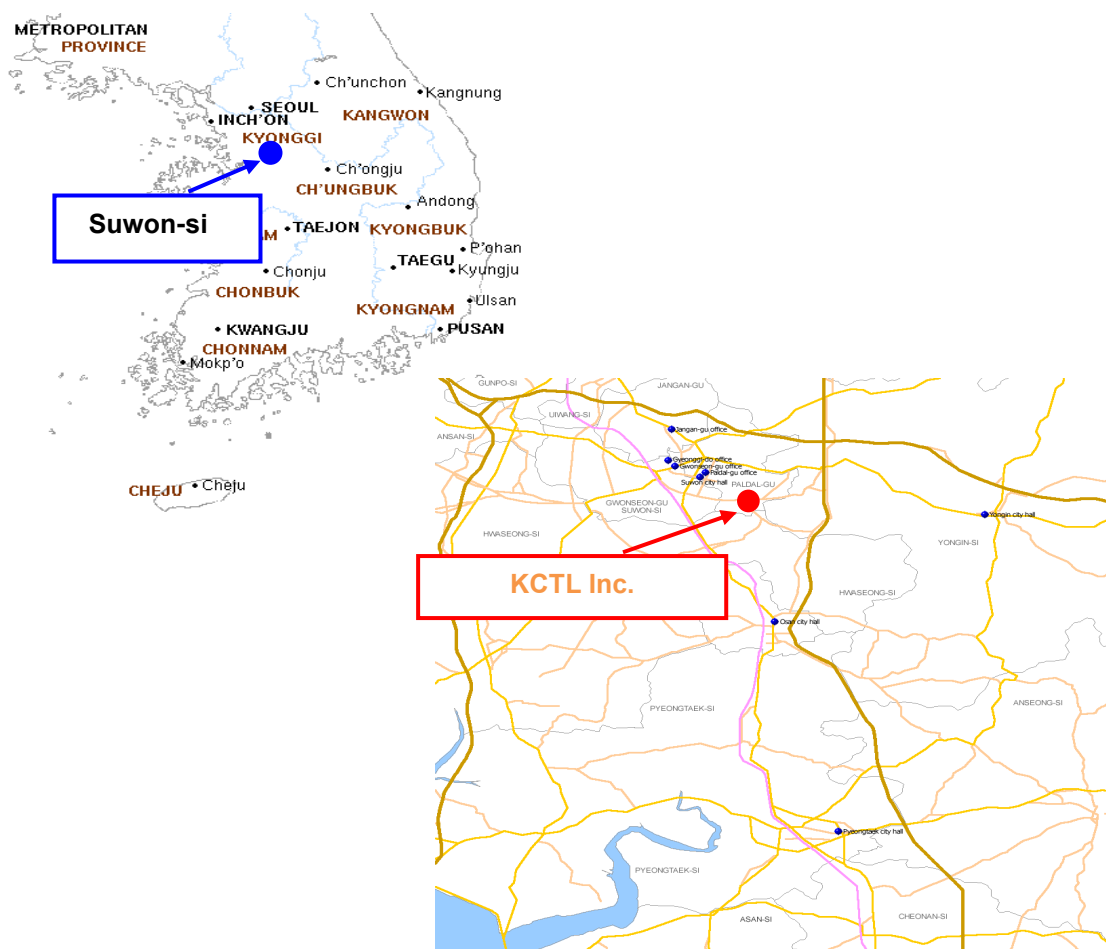 METROPOLITAN
PROVINCE
Ch'unchon
Kangnung
SEOUL
INCH'ON
KANGWON
KYONGGI
Ch'ongju
CH'UNGBUK
Andong
Suwon-si
TAEJON
KYONGBUK
P'ohan
TAEGU
Kyungju
Chonju
CHONBUK
Ulsan
KYONGNAM
KWANGJU
PUSAN
CHONNAM
Mokp'o
CHEJU
Cheju
GUNPO-SI
JANGAN-GU
UIWANG-SI
Jangan-gu office
ANSAN-SI
Gyeonggi-do office
Gwonseon-gu office
Paldal-gu office
Suwon city hall
PALDAL-GU
GWONSEON-GU
SUWON-SI
Yongin city hall
HWASEONG-SI
YONGIN-SI
KCTL Inc.
HWASEONG-SI
Osan city hall
PYEONGTAEK-SI
ANSEONG-SI
Pyeongtaek city hall
PYEONGTAEK-SI
ASAN-SI
CHEONAN-SI